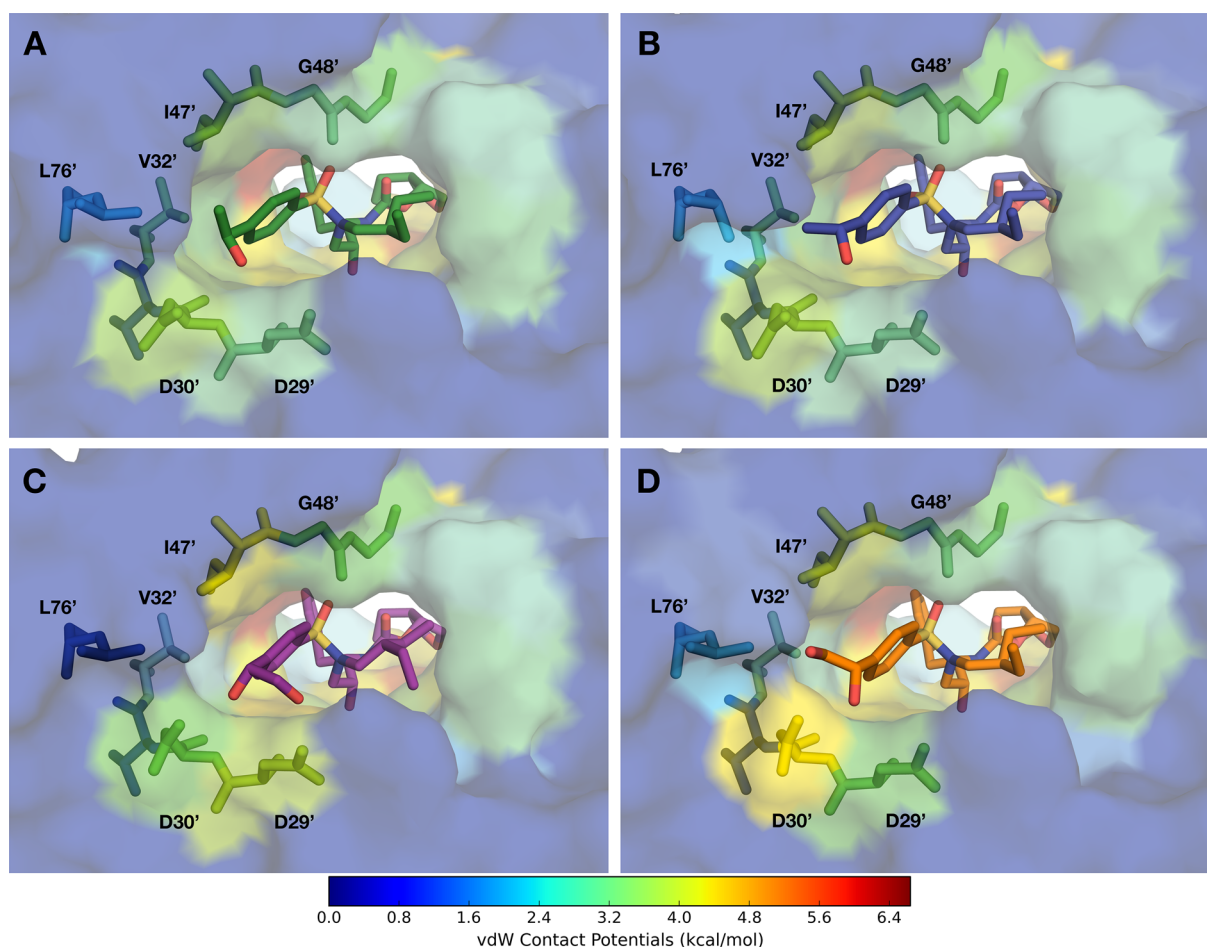 A
G48’
I47’
V32’
L76’
D30’
D29’
B
G48’
I47’
V32’
L76’
D30’
D29’
C
G48’
I47’
V32’
L76’
D30’
D29’
D
G48’
I47’
V32’
L76’
D30’
D29’
0.0 0.8 1.6 2.4 3.2 4.0 4.8 5.6 6.4
vdW Contact Potentials (kcal/mol)